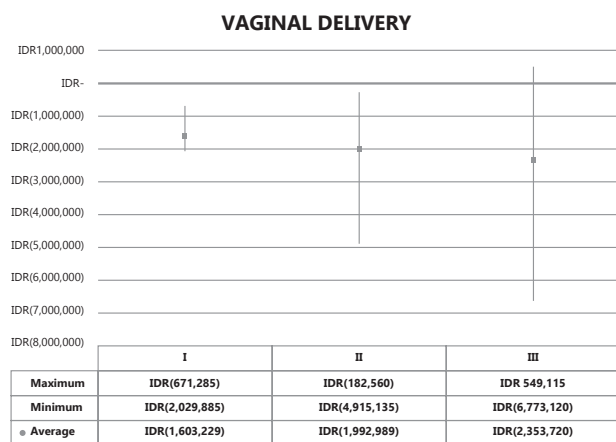 VAGINAL DELIVERY
IDR1,000,000
IDR-
IDR(1,000,000)
IDR(2,000,000)
IDR(3,000,000)
IDR(4,000,000)
IDR(5,000,000)
IDR(6,000,000)
IDR(7,000,000)
IDR(8,000,000)
I II III
Maximum IDR(671,285) IDR(182,560) IDR 549,115
Minimum IDR(2,029,885) IDR(4,915,135) IDR(6,773,120)
Average IDR(1,603,229) IDR(1,992,989) IDR(2,353,720)